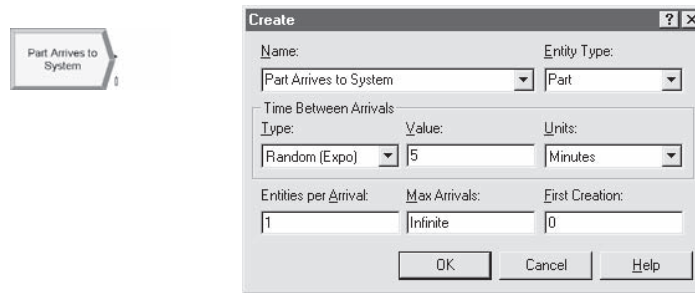 Part Arrives to
System
0
Create
? X
Name:
Entity Type:
Part Arrives to System
Part
Time Between Arrivals
Type:
Value:
Units:
Random (Expo)
5
Minutes
Entities per Arrival:
Max Arrivals:
First Creation:
1
Infinite
0
OK
Cancel
Help